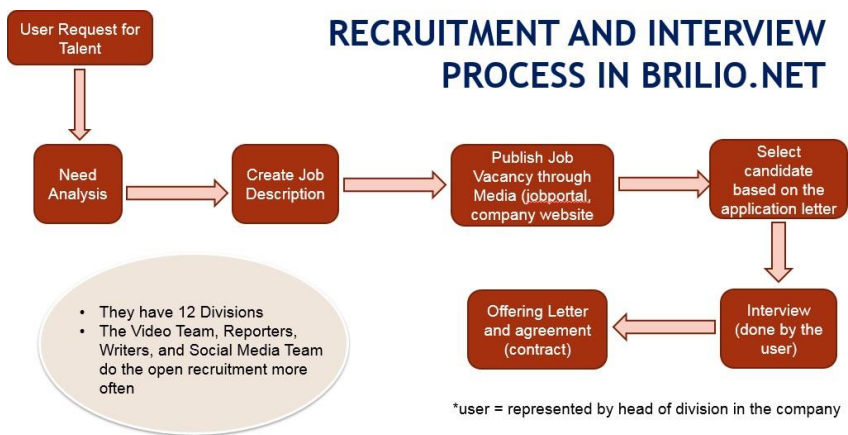 User Request for
Talent
RECRUITMENT AND INTERVIEW
PROCESS IN BRILIO.NET
Need
Analysis
Create Job
Description
Publish Job
Vacancy through
Media (jobportal,
company website
Select
candidate
based on the
application letter
• They have 12 Divisions
• The Video Team, Reporters,
Writers, and Social Media Team
do the open recruitment more
often
Offering Letter
and agreement
(contract)
Interview
(done by the
user)
*user = represented by head of division in the company